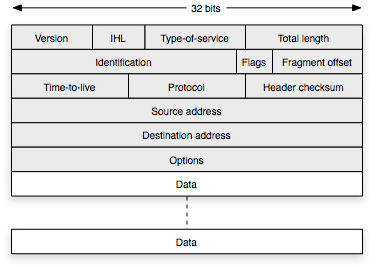 32 bits
Version IHL Type-of-service Total length
Identification Flags Fragment offset
Time-to-live Protocol Header checksum
Source address
Destination address
Options
Data
Data